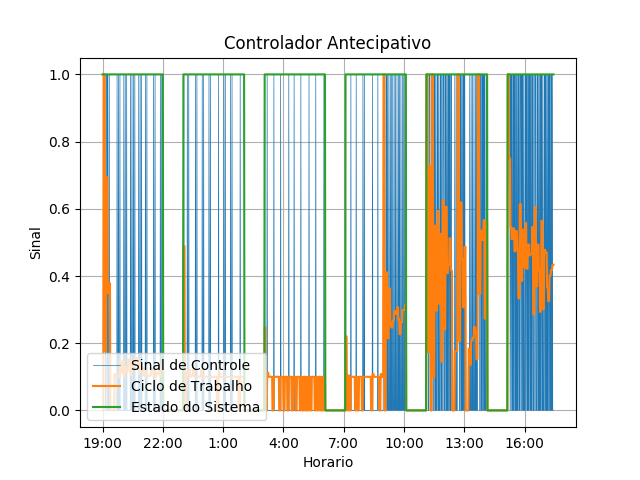 Controlador Antecipativo
1.0
0.8
0.6
0.4
0.2
0.0
Sinal
Sinal de Controle
Ciclo de Trabalho
Estado do Sistema
19:00 22:00 1:00 4:00 7:00 10:00 13:00 16:00
Horario